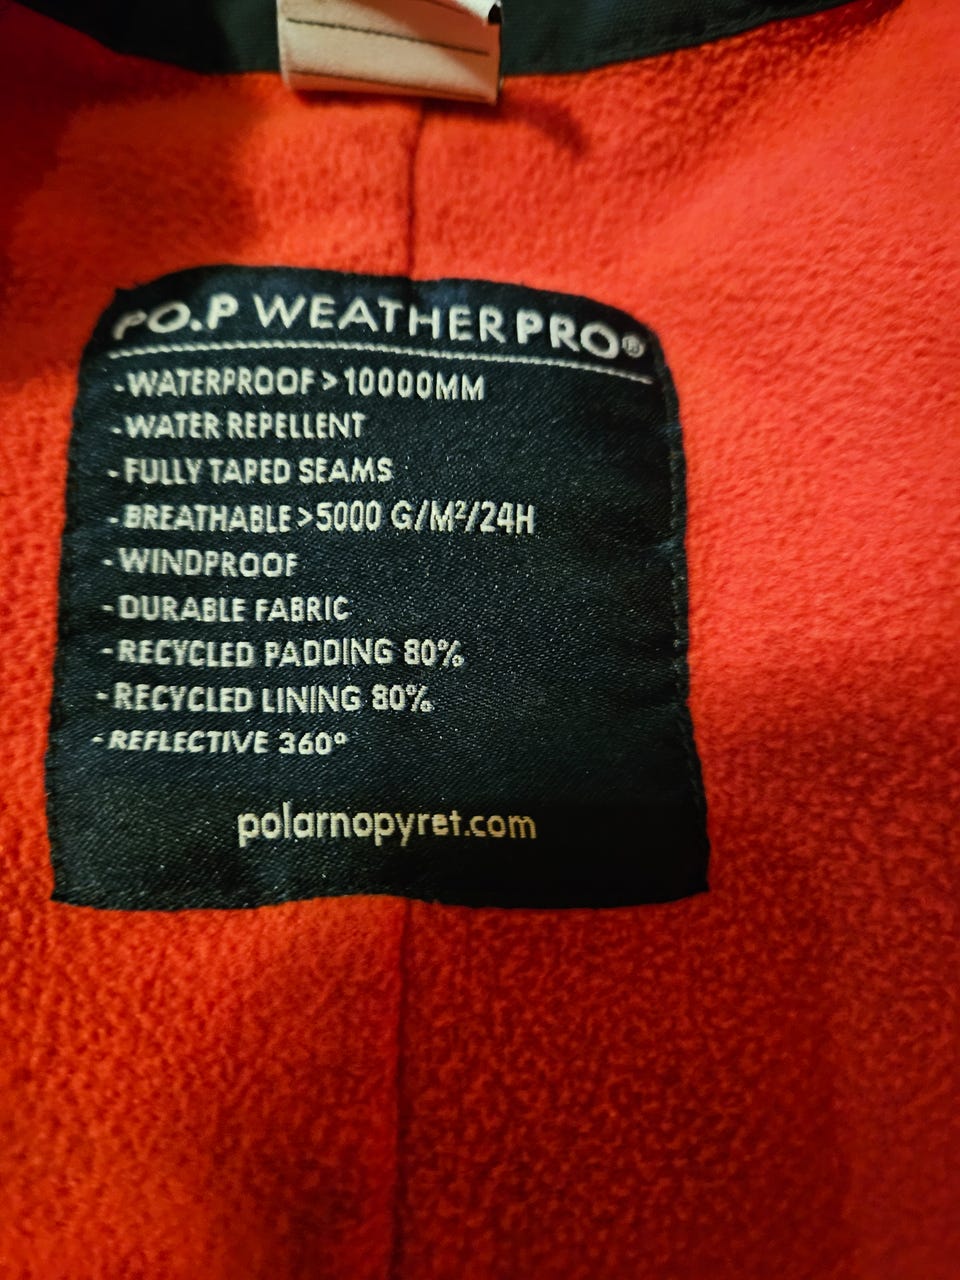 PO.P WEATHERPRO®
-WATERPROOF>10000MM
-WATER REPELLENT
-FULLY TAPED SEAMS
-BREATHABLE>5000 G/M²/24H
-WINDPROOF
-DURABLE FABRIC
-RECYCLED PADDING 80%
-RECYCLED LINING 80%
-REFLECTIVE 360°
polarnopyret.com